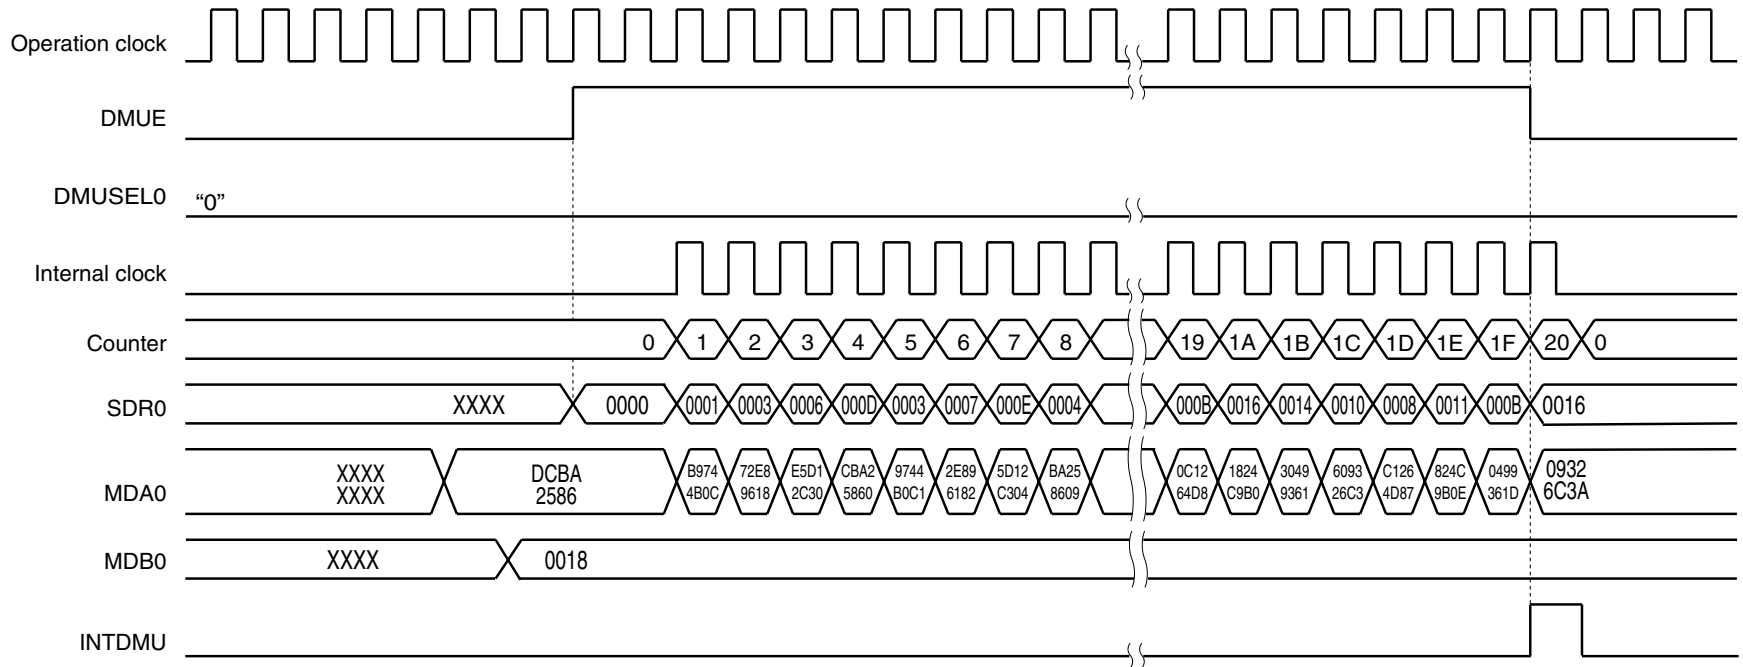 Operation clock
DMUE
DMUSEL0 “0”
Internal clock
Counter 0 1 2 3 4 5 6 7 8 19 1A 1B 1C 1D 1E 1F 20 0
SDR0 XXXX 0000 0001 0003 0006 000D 0003 0007 000E 0004 000B 0016 0014 0010 0008 0011 000B 0016
XXXX DCBA B974 72E8 E5D1 CBA2 9744 2E89 5D12 BA25 0C12 1824 3049 6093 C126 824C 0499 0932
MDA0 XXXX 2586 4B0C 9618 2C30 5860 B0C1 6182 C304 8609 64D8 C9B0 9361 26C3 4D87 9B0E 361D 6C3A
MDB0 XXXX 0018
INTDMU